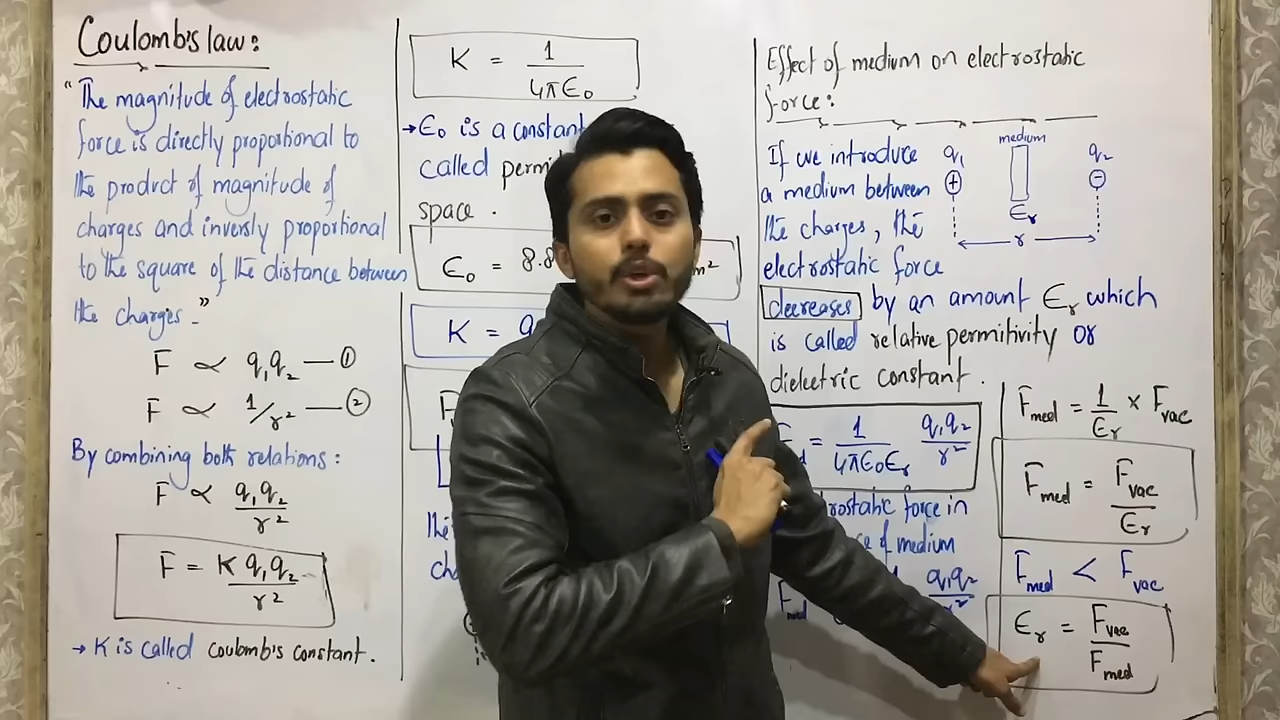 Coulomb's law:
"The magnitude of electrostatic
force is directly proportional to
the product of magnitude of
charges and inversly proportional
to the square of the distance between
the charges."
F ∝ q₁q₂ — ①
F ∝ 1/r² — ②
By combining both relations:
F ∝ q₁q₂/r²
F = K q₁q₂/r²
→ K is called coulomb's constant.
K = 1/4πϵ₀
→ ϵ₀ is a constant
called
space.
ϵ₀ = 8.8
K = 9
Effect of medium on electrostatic
force:
If we introduce
a medium between
the charges, the
electrostatic force
decreases by an amount ϵr which
is called relative permitivity or
dielectric constant.
medium
q₁ q₂
+ −
ϵr
r
= 1/4πϵ₀ϵr q₁q₂/r²
force in
of medium
Fmed q₁q₂/r²
Fmed = 1/ϵr × Fvac
Fmed = Fvac/ϵr
Fmed < Fvac
ϵr = Fvac/Fmed